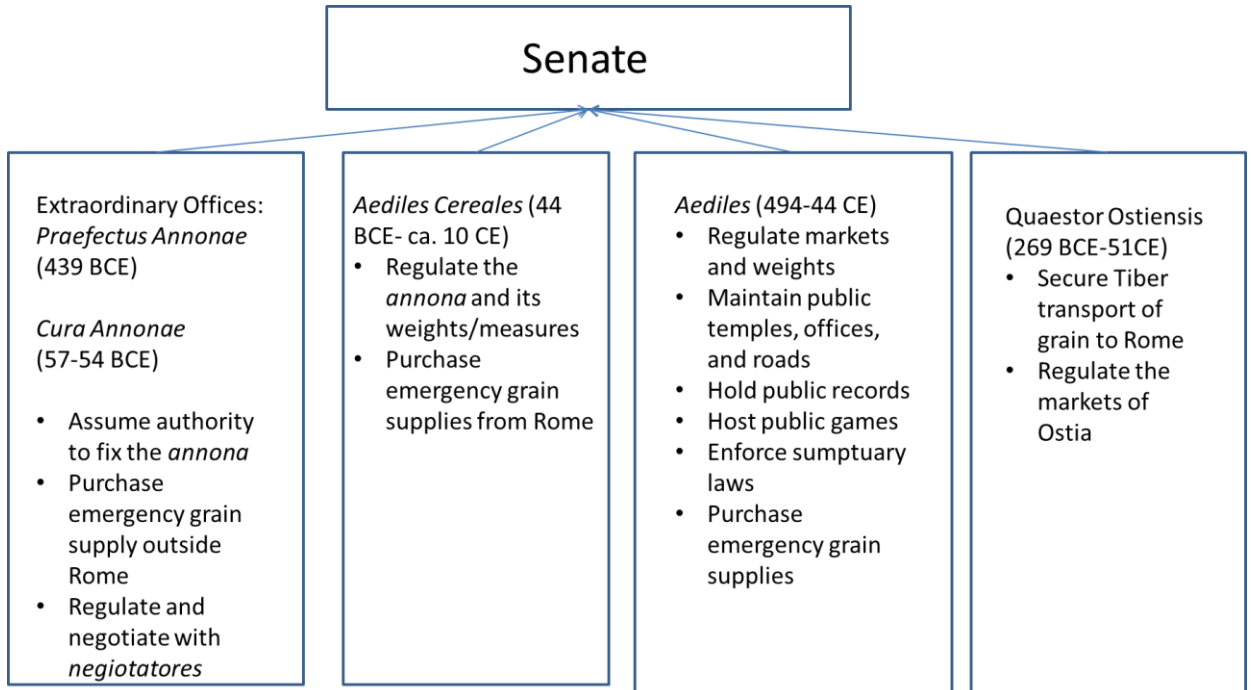 Senate
Extraordinary Offices:
Praefectus Annonae
(439 BCE)
Cura Annonae
(57-54 BCE)
• Assume authority
to fix the annona
• Purchase
emergency grain
supply outside
Rome
• Regulate and
negotiate with
negiotatores
Aediles Cereales (44
BCE- ca. 10 CE)
• Regulate the
annona and its
weights/measures
• Purchase
emergency grain
supplies from Rome
Aediles (494-44 CE)
• Regulate markets
and weights
• Maintain public
temples, offices,
and roads
• Hold public records
• Host public games
• Enforce sumptuary
laws
• Purchase
emergency grain
supplies
Quaestor Ostiensis
(269 BCE-51CE)
• Secure Tiber
transport of
grain to Rome
• Regulate the
markets of
Ostia